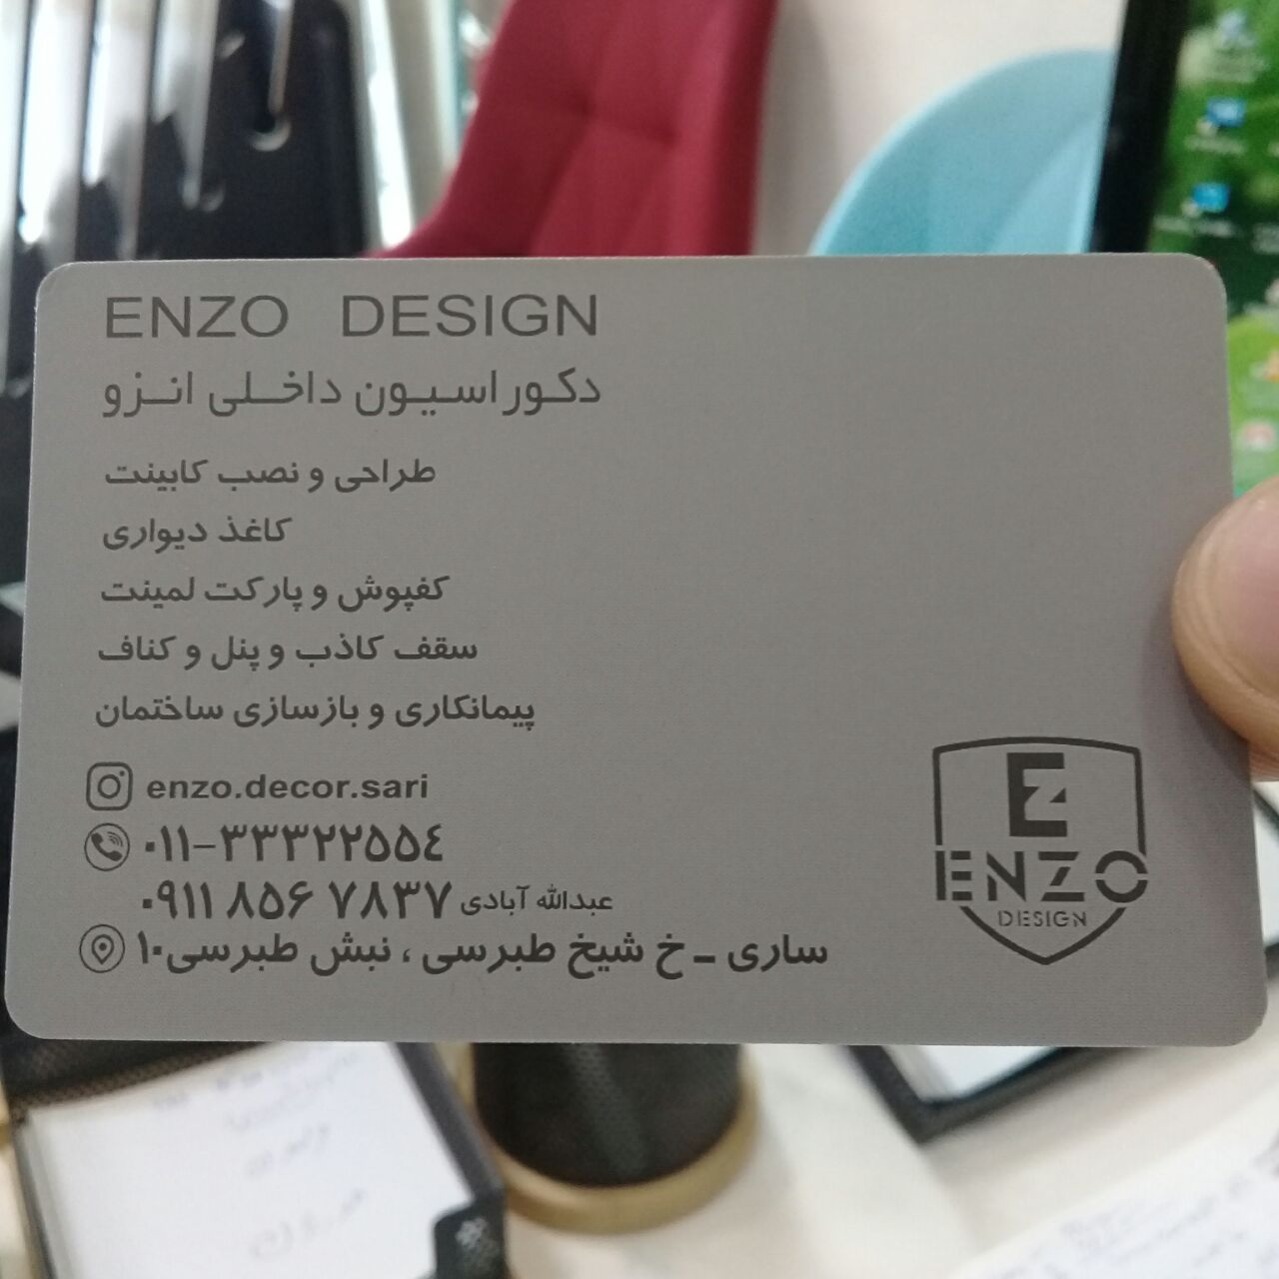 ENZO DESIGN
دکوراسیون داخلی انزو
طراحی و نصب کابینت
کاغذ دیواری
کفپوش و پارکت لمینت
سقف کاذب و پنل و کناف
پیمانکاری و بازسازی ساختمان
enzo.decor.sari
۰۱۱-۳۳۳۲۲۵۵۴
۰۹۱۱ ۸۵۶ ۷۸۳۷ عبدالله آبادی
ساری - خ شیخ طبرسی ، نبش طبرسی۱۰
E
ENZO
DESIGN